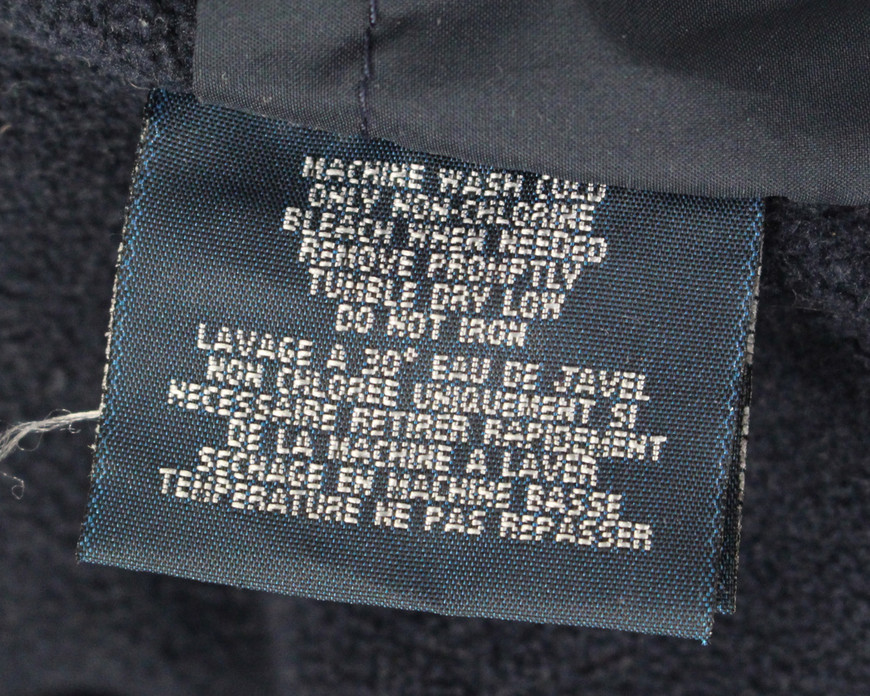 MACHINE WASH COLD
ONLY NON CHLORINE
BLEACH WHEN NEEDED
REMOVE PROMPTLY
TUMBLE DRY LOW
DO NOT IRON
LAVAGE A 30° EAU DE JAVEL
NON CHLOREE UNIQUEMENT SI
NECESSAIRE RETIRER RAPIDEMENT
DE LA MACHINE A LAVER
SECHAGE EN MACHINE BASSE
TEMPERATURE NE PAS REPASSER